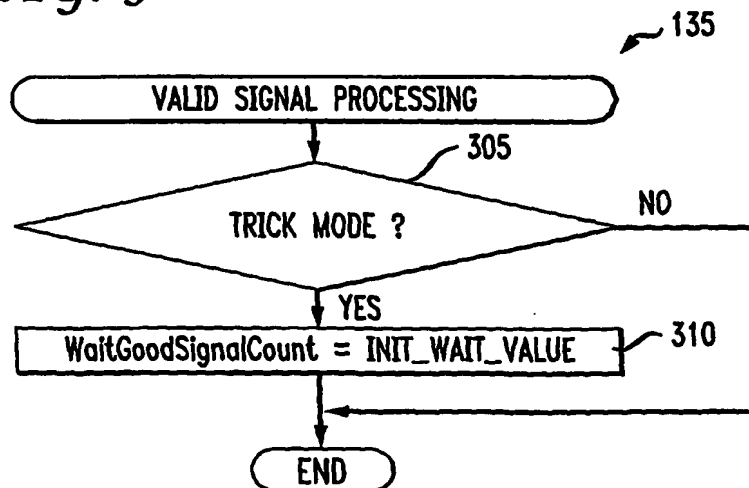 135
VALID SIGNAL PROCESSING
305
TRICK MODE ?
NO
YES
WaitGoodSignalCount = INIT_WAIT_VALUE
310
END